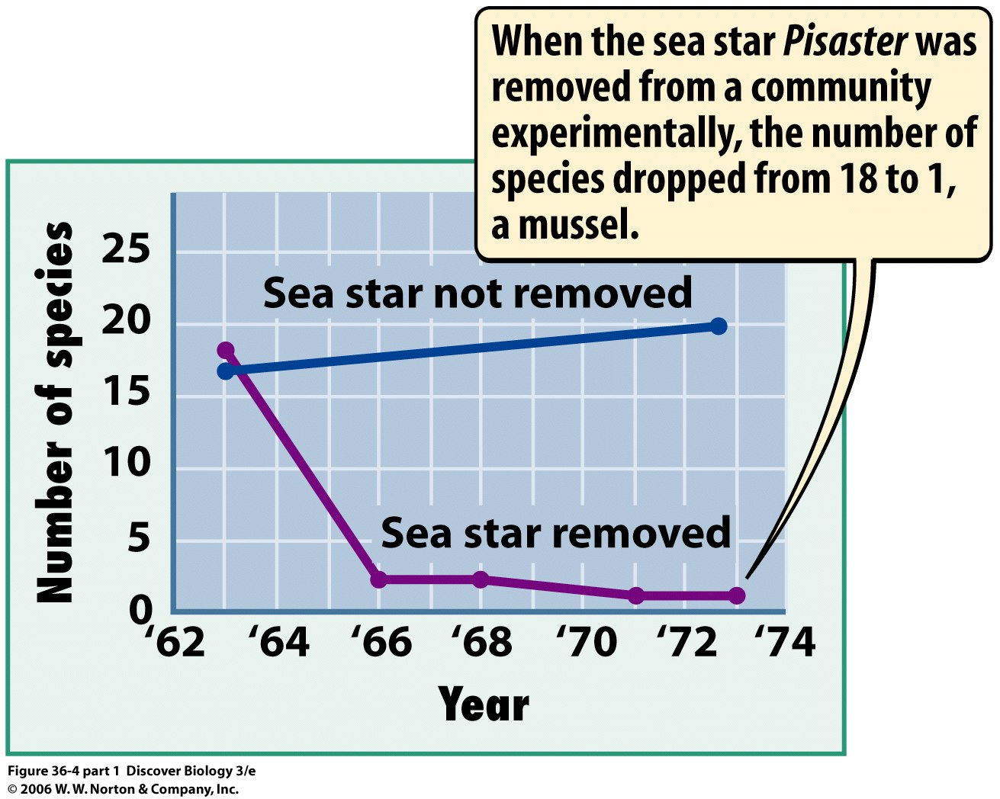 When the sea star Pisaster was
removed from a community
experimentally, the number of
species dropped from 18 to 1,
a mussel.
Number of species
25
20
15
10
5
0
Sea star not removed
Sea star removed
‘62 ‘64 ‘66 ‘68 ‘70 ‘72 ‘74
Year
Figure 36-4 part 1 Discover Biology 3/e
© 2006 W. W. Norton & Company, Inc.